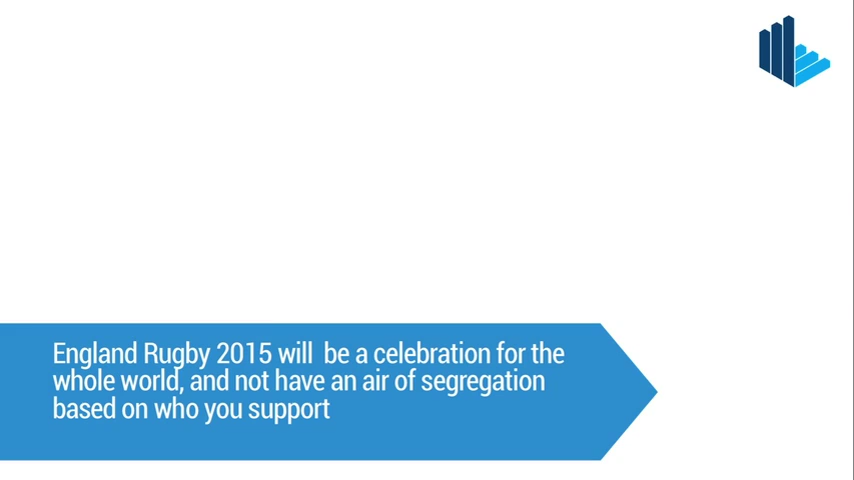 England Rugby 2015 will  be a celebration for the
whole world, and not have an air of segregation
based on who you support